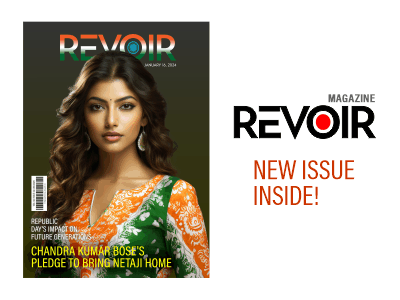 REVOIR
JANUARY 16, 2024
REPUBLIC
DAY'S IMPACT ON
FUTURE GENERATIONS
CHANDRA KUMAR BOSE'S
PLEDGE TO BRING NETAJI HOME
MAGAZINE
REVOIR
NEW ISSUE
INSIDE!